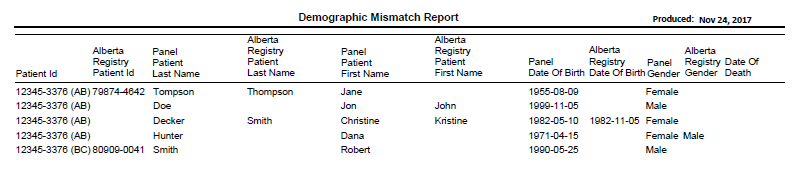 Demographic Mismatch Report
Produced: Nov 24, 2017
Patient Id Alberta Registry Patient Id Panel Patient Last Name Alberta Registry Patient Last Name Panel Patient First Name Alberta Registry Patient First Name Panel Date Of Birth Alberta Registry Date Of Birth Panel Gender Alberta Registry Gender Date Of Death
12345-3376 (AB) 79874-4642 Tompson Thompson Jane 1955-08-09 Female
12345-3376 (AB) Doe Jon John 1999-11-05 Male
12345-3376 (AB) Decker Smith Christine Kristine 1982-05-10 1982-11-05 Female
12345-3376 (AB) Hunter Dana 1971-04-15 Female Male
12345-3376 (BC) 80909-0041 Smith Robert 1990-05-25 Male